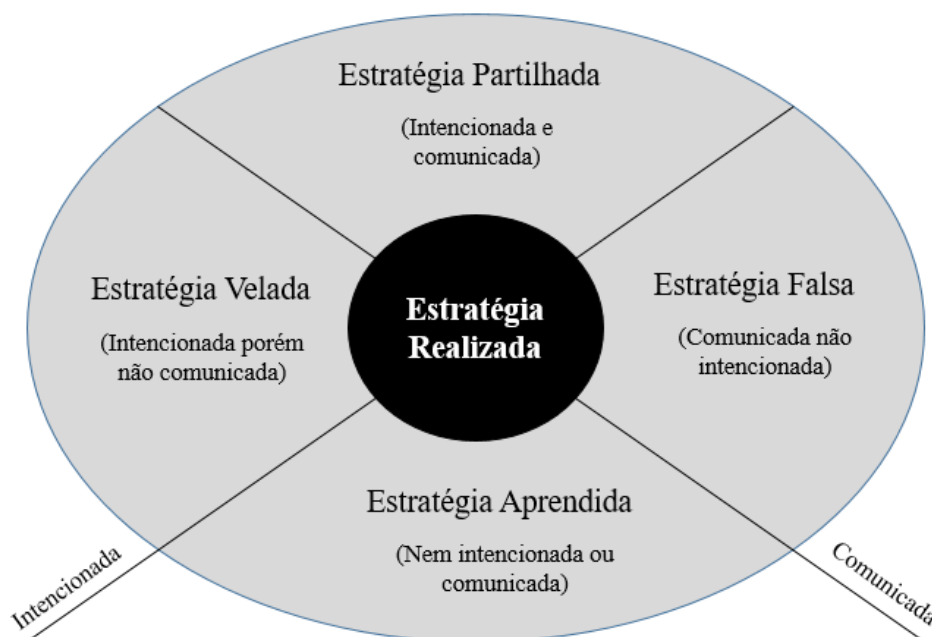 Estratégia Partilhada
(Intencionada e
comunicada)
Estratégia Velada
(Intencionada porém
não comunicada)
Estratégia
Realizada
Estratégia Falsa
(Comunicada não
intencionada)
Estratégia Aprendida
(Nem intencionada ou
comunicada)
Intencionada
Comunicada